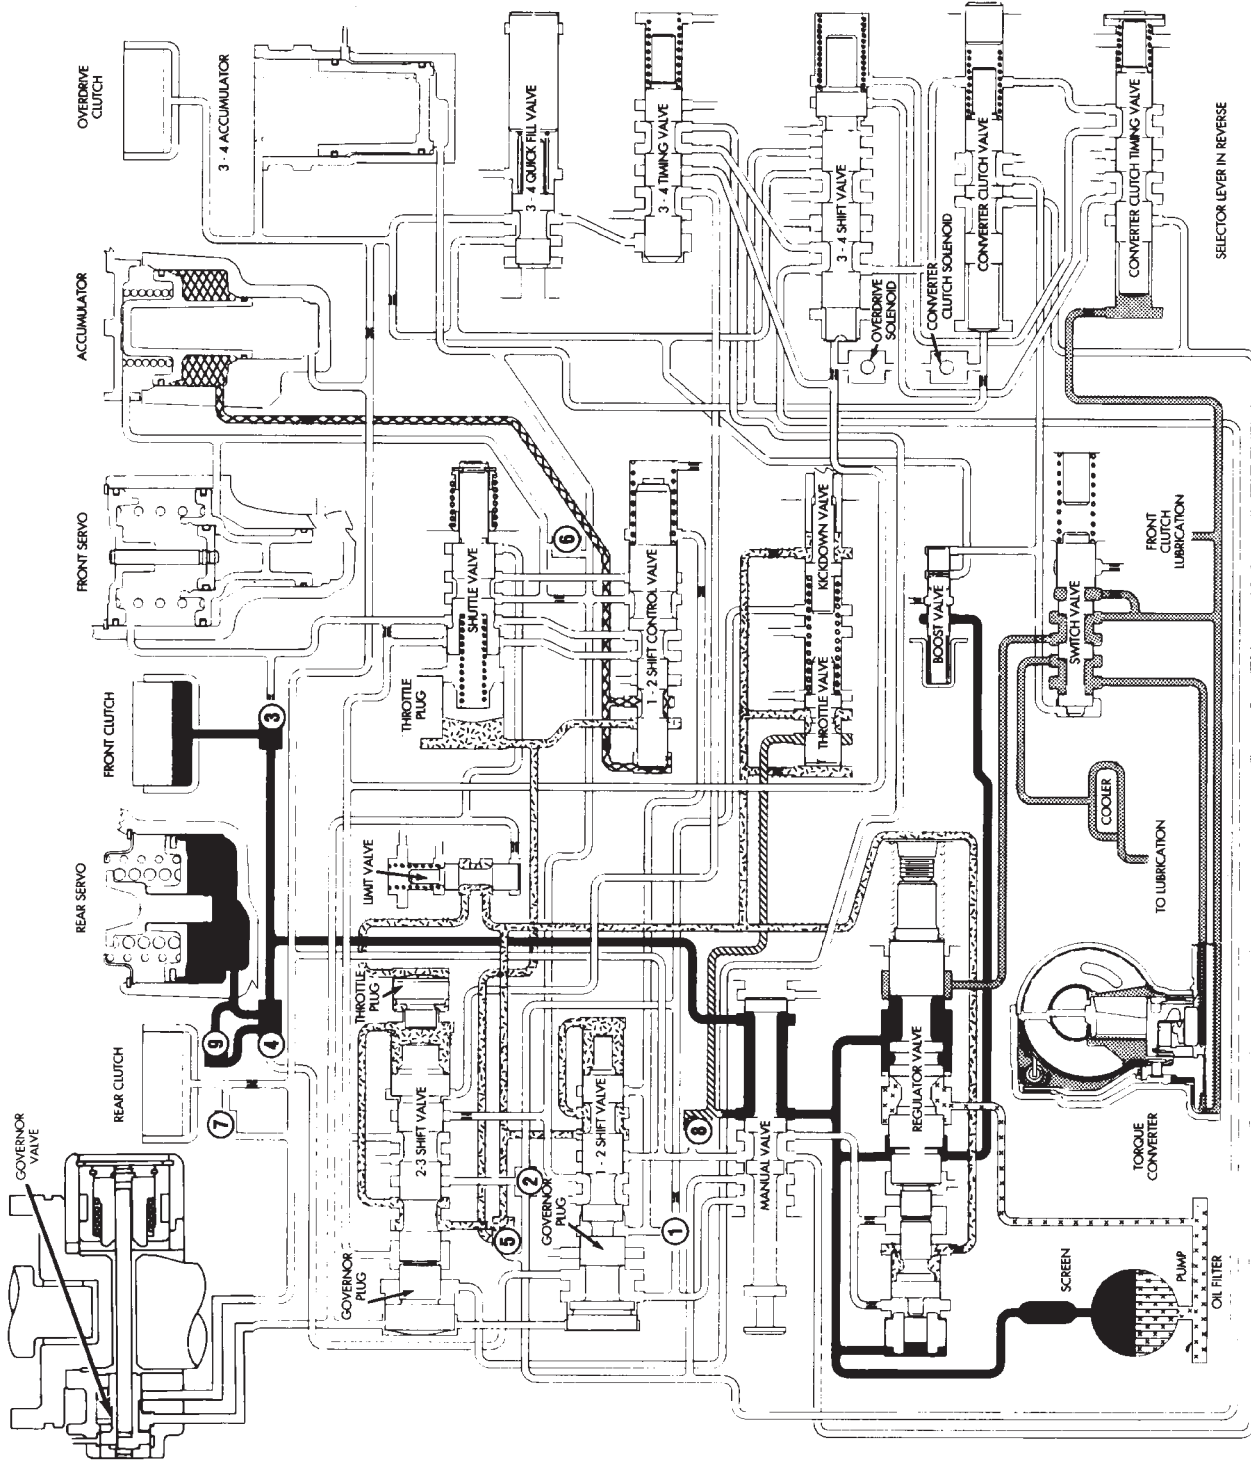 OVERDRIVE
CLUTCH
3 - 4 ACCUMULATOR
3 - 4 QUICK FILL VALVE
3 - 4 TIMING VALVE
3 - 4 SHIFT VALVE
CONVERTER CLUTCH VALVE
CONVERTER CLUTCH TIMING VALVE
SELECTOR LEVER IN REVERSE
ACCUMULATOR
OVERDRIVE
SOLENOID
CONVERTER
CLUTCH SOLENOID
FRONT SERVO
SHUTTLE VALVE
6
1 - 2 SHIFT CONTROL VALVE
KICKDOWN VALVE
THROTTLE VALVE
BOOST VALVE
SWITCH VALVE
FRONT
CLUTCH
LUBRICATION
FRONT CLUTCH
3
THROTTLE
PLUG
COOLER
TO LUBRICATION
REAR SERVO
LIMIT VALVE
REAR CLUTCH
9
4
7
THROTTLE
PLUG
2-3 SHIFT VALVE
1 - 2 SHIFT VALVE
8
MANUAL VALVE
REGULATOR VALVE
TORQUE
CONVERTER
GOVERNOR
VALVE
GOVERNOR
PLUG
5
2
GOVERNOR
PLUG
1
SCREEN
PUMP
OIL FILTER